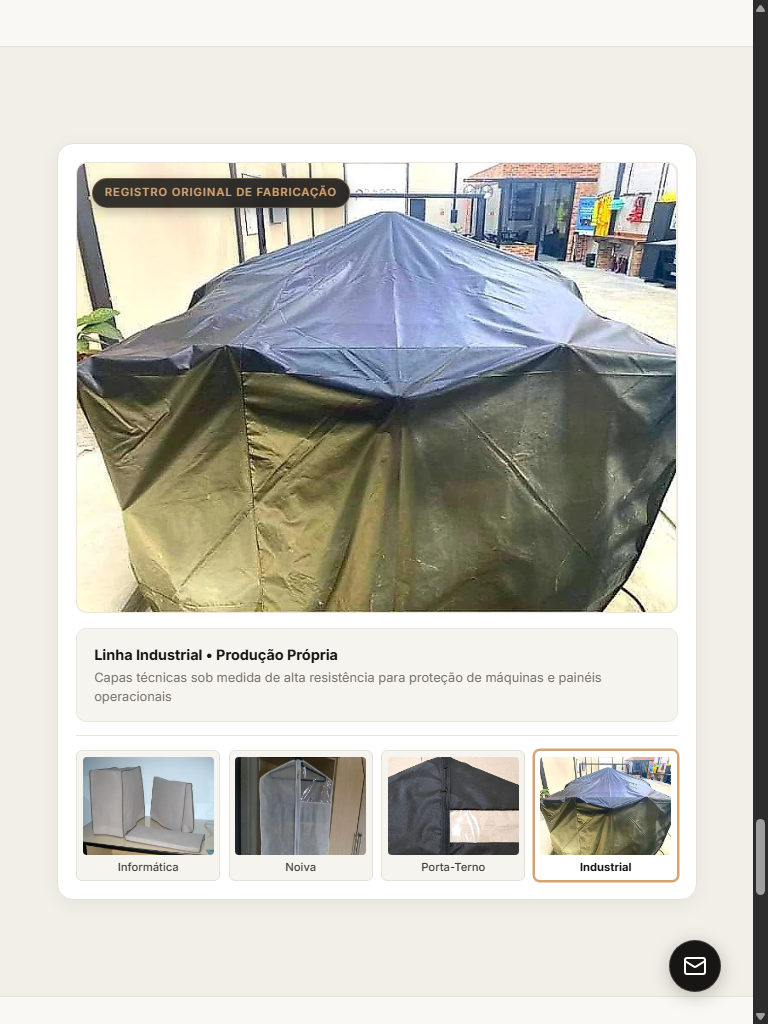 REGISTRO ORIGINAL DE FABRICAÇÃO
Linha Industrial • Produção Própria
Capas técnicas sob medida de alta resistência para proteção de máquinas e painéis
operacionais
Informática
Noiva
Porta-Terno
Industrial